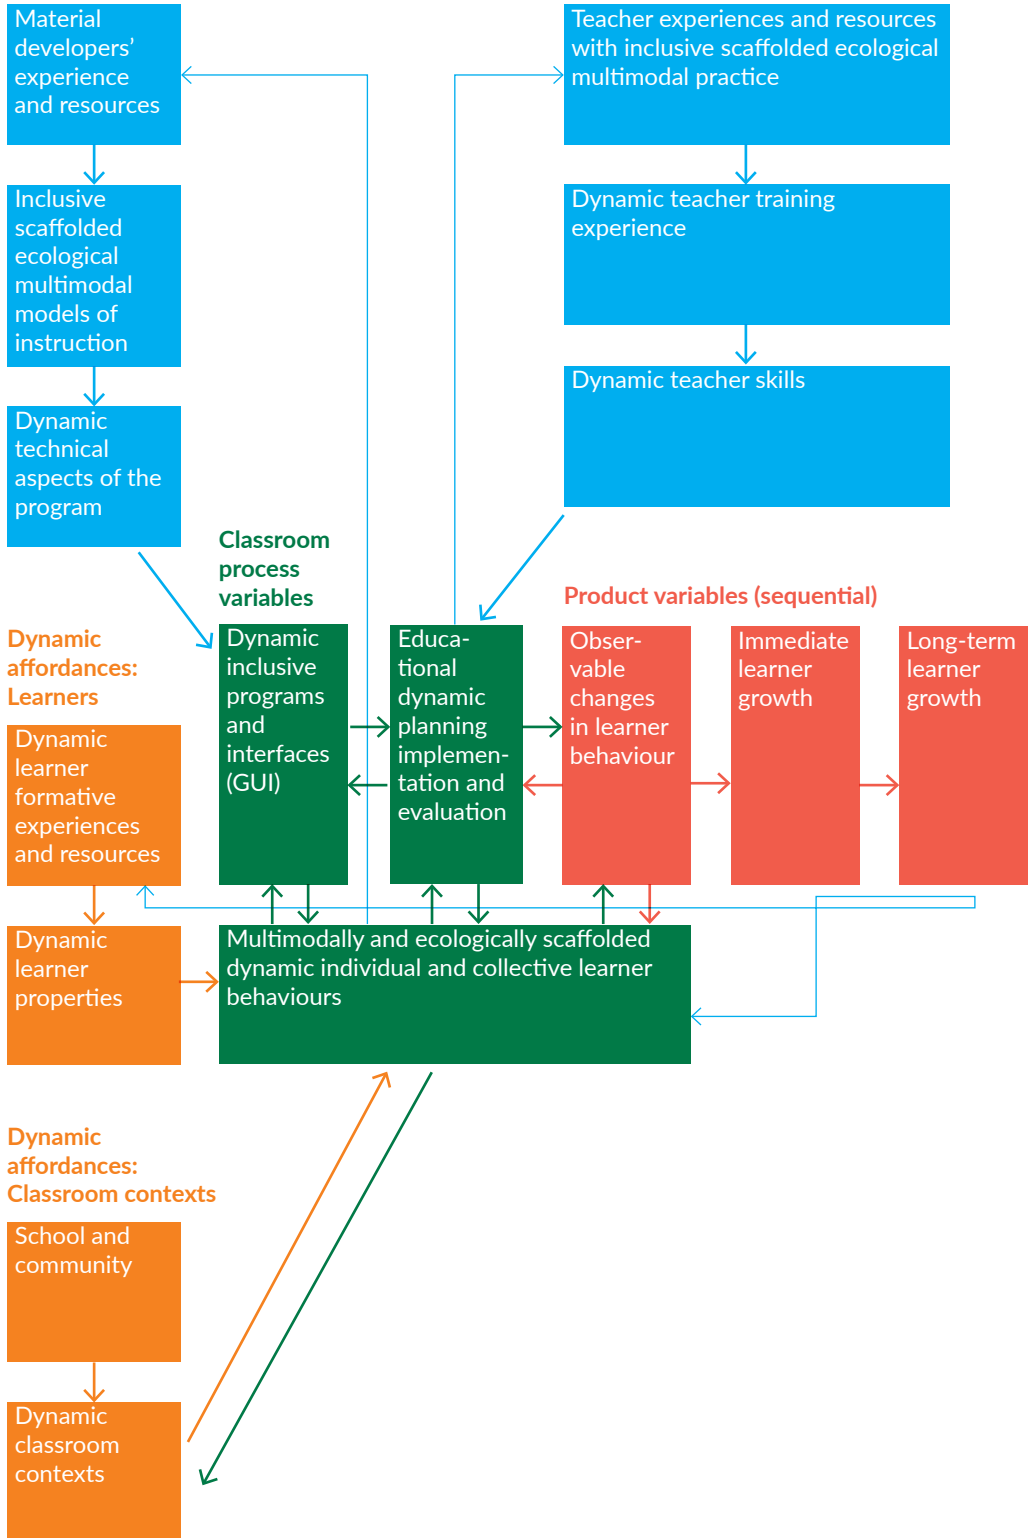 Material
developers’
experience
and resources
Teacher experiences and resources
with inclusive scaffolded ecological
multimodal practice
Inclusive
scaffolded
ecological
multimodal
models of
instruction
Dynamic teacher training
experience
Dynamic
technical
aspects of the
program
Dynamic teacher skills
Classroom
process
variables
Product variables (sequential)
Dynamic
affordances:
Learners
Dynamic
inclusive
programs
and
interfaces
(GUI)
Educa-
tional
dynamic
planning
implemen-
tation and
evaluation
Obser-
vable
changes
in learner
behaviour
Immediate
learner
growth
Long-term
learner
growth
Dynamic
learner
formative
experiences
and resources
Dynamic
learner
properties
Multimodally and ecologically scaffolded
dynamic individual and collective learner
behaviours
Dynamic
affordances:
Classroom contexts
School and
community
Dynamic
classroom
contexts